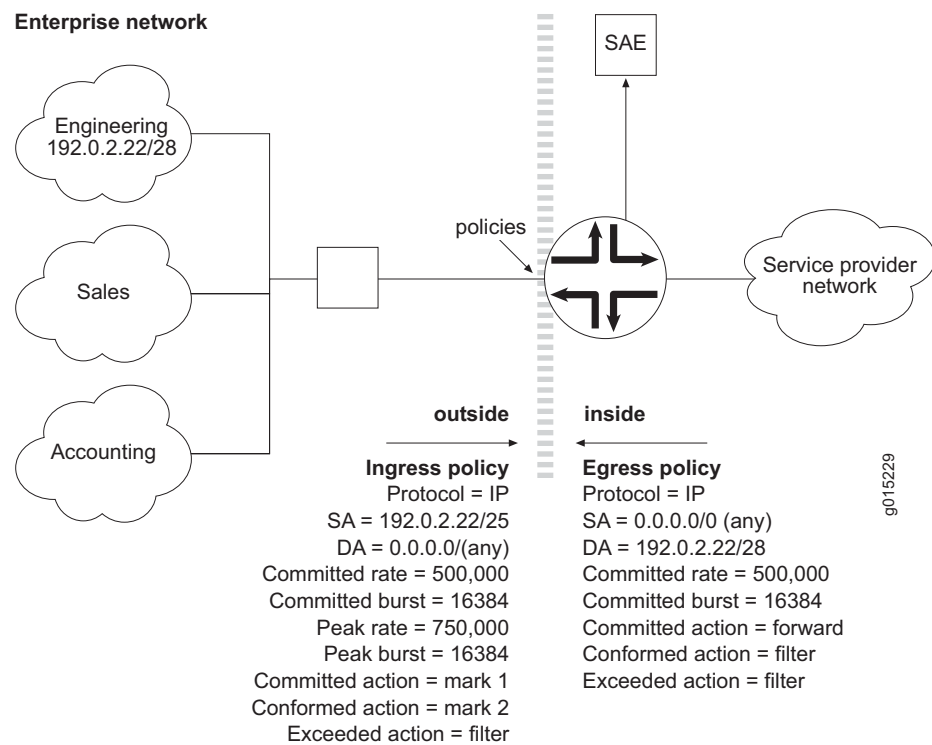 Enterprise network
SAE
Engineering
192.0.2.22/28
policies
Sales
Service provider
network
Accounting
outside
inside
Ingress policy
Protocol = IP
SA = 192.0.2.22/25
DA = 0.0.0.0/(any)
Committed rate = 500,000
Committed burst = 16384
Peak rate = 750,000
Peak burst = 16384
Committed action = mark 1
Conformed action = mark 2
Exceeded action = filter
Egress policy
Protocol = IP
SA = 0.0.0.0/0 (any)
DA = 192.0.2.22/28
Committed rate = 500,000
Committed burst = 16384
Committed action = forward
Conformed action = filter
Exceeded action = filter
g015229